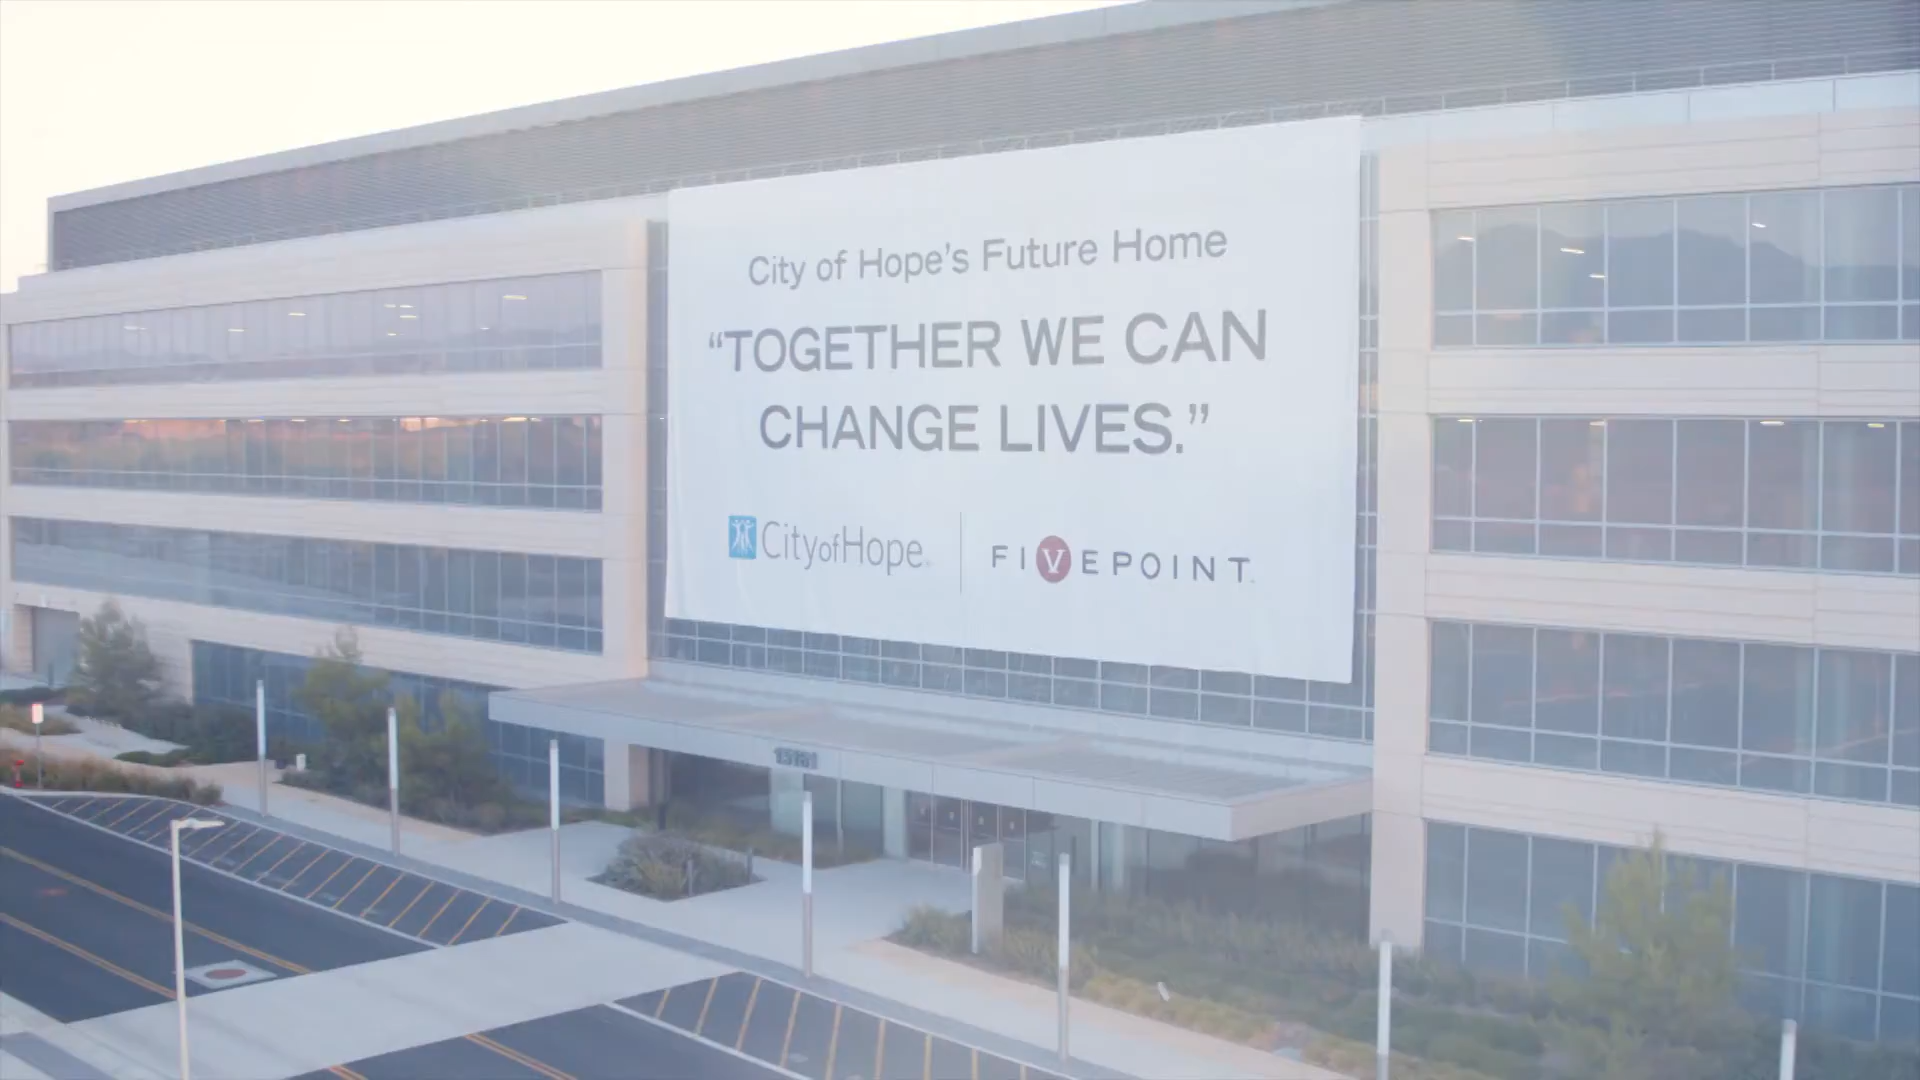 City of Hope's Future Home
“TOGETHER WE CAN
CHANGE LIVES.”
CityofHope
FIVEPOINT